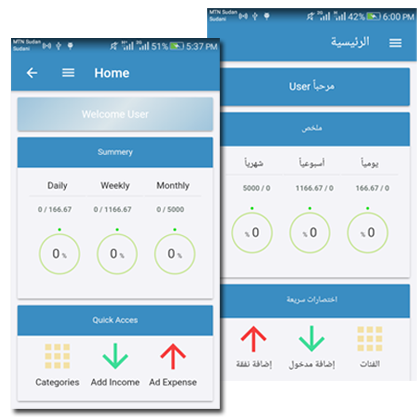 MTN Sudan
Sudani
51% 5:37 PM
Home
Welcome User
Summery
Daily Weekly Monthly
0 / 166.67 0 / 1166.67 0 / 5000
0 % 0 % 0 %
Quick Acces
Categories Add Income Ad Expense
MTN Sudan
Sudani
42% 6:00 PM
الرئيسية
مرحباً User
ملخص
يومياً أسبوعياً شهرياً
166.67 / 0 1166.67 / 0 5000 / 0
0 % 0 % 0 %
اختصارات سريعة
الفئات إضافة مدخول إضافة نفقة